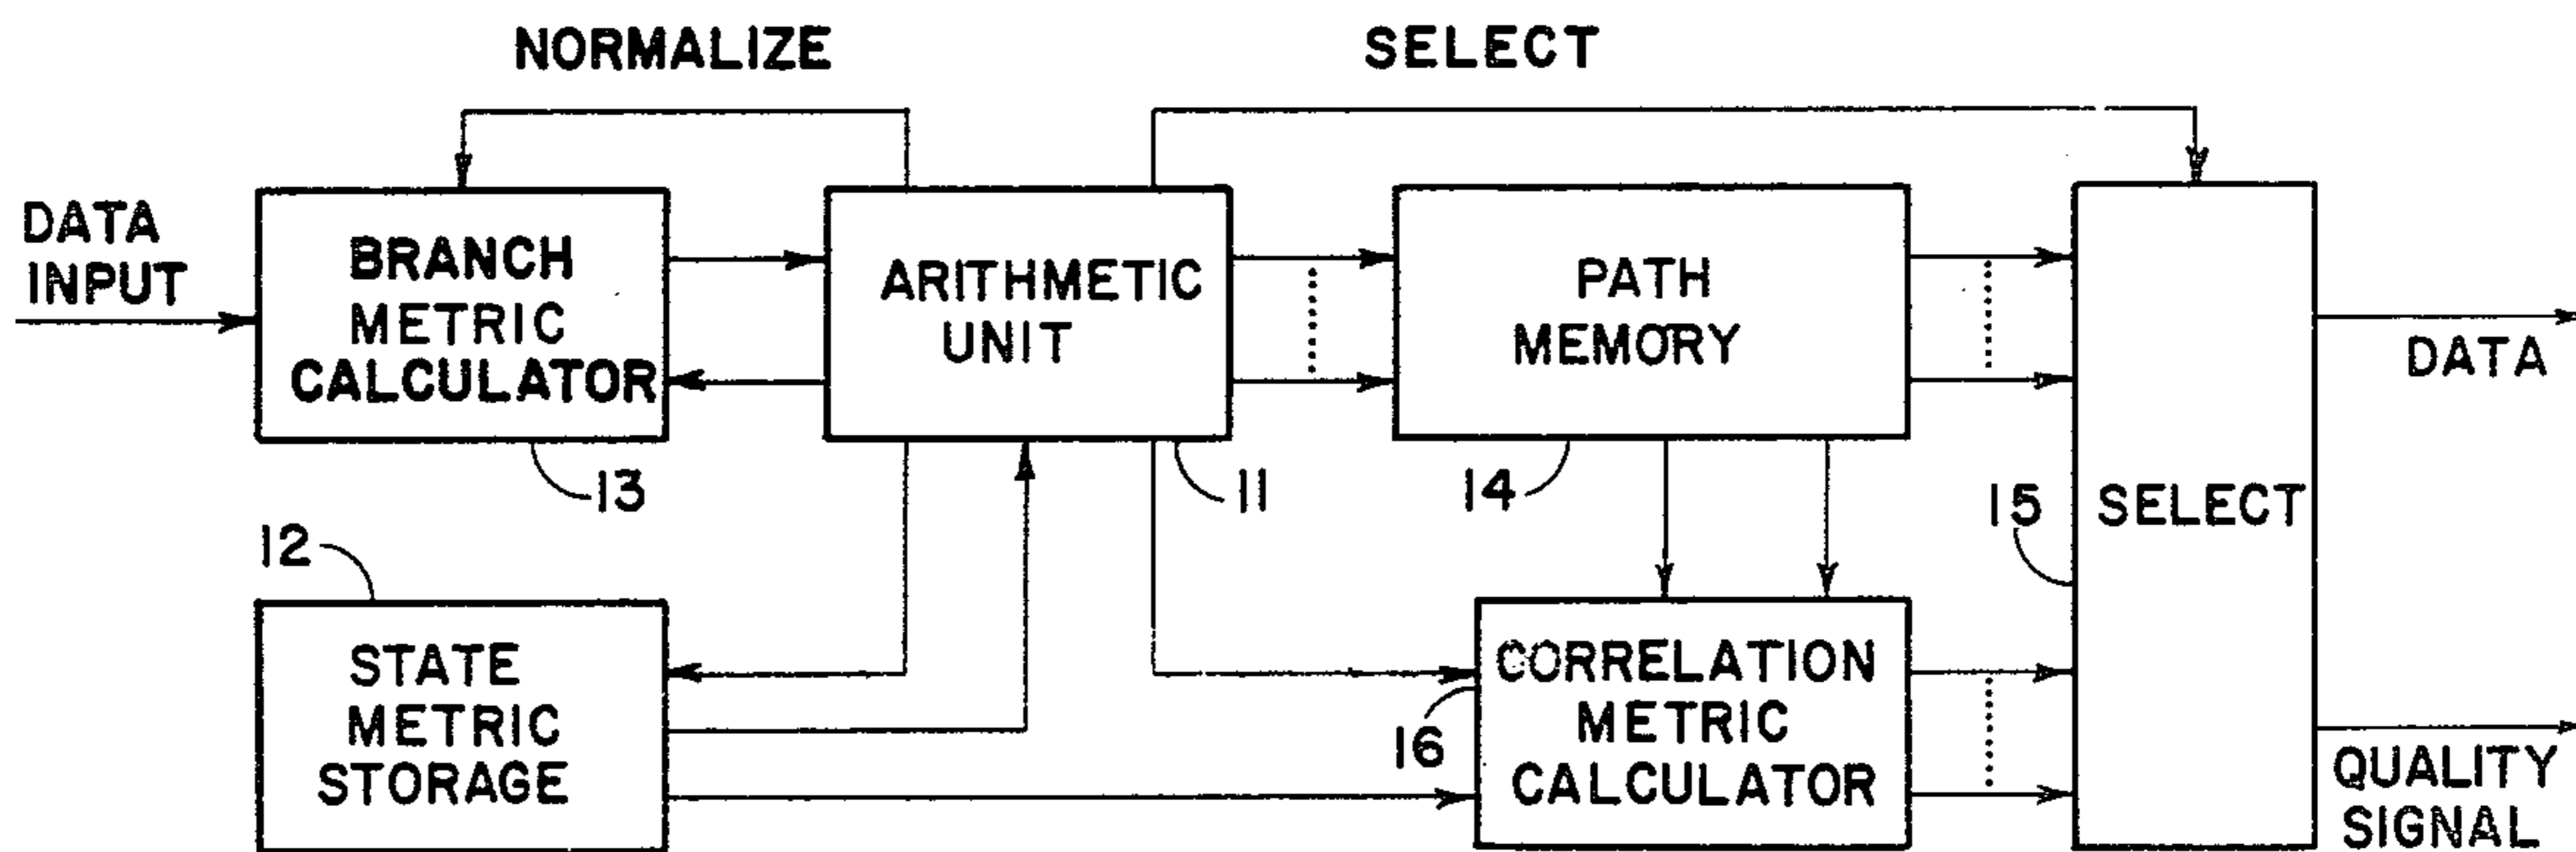 NORMALIZE
SELECT
DATA
INPUT
BRANCH
METRIC
CALCULATOR
ARITHMETIC
UNIT
PATH
MEMORY
DATA
13
11
14
15
SELECT
12
STATE
METRIC
STORAGE
16
CORRELATION
METRIC
CALCULATOR
QUALITY
SIGNAL